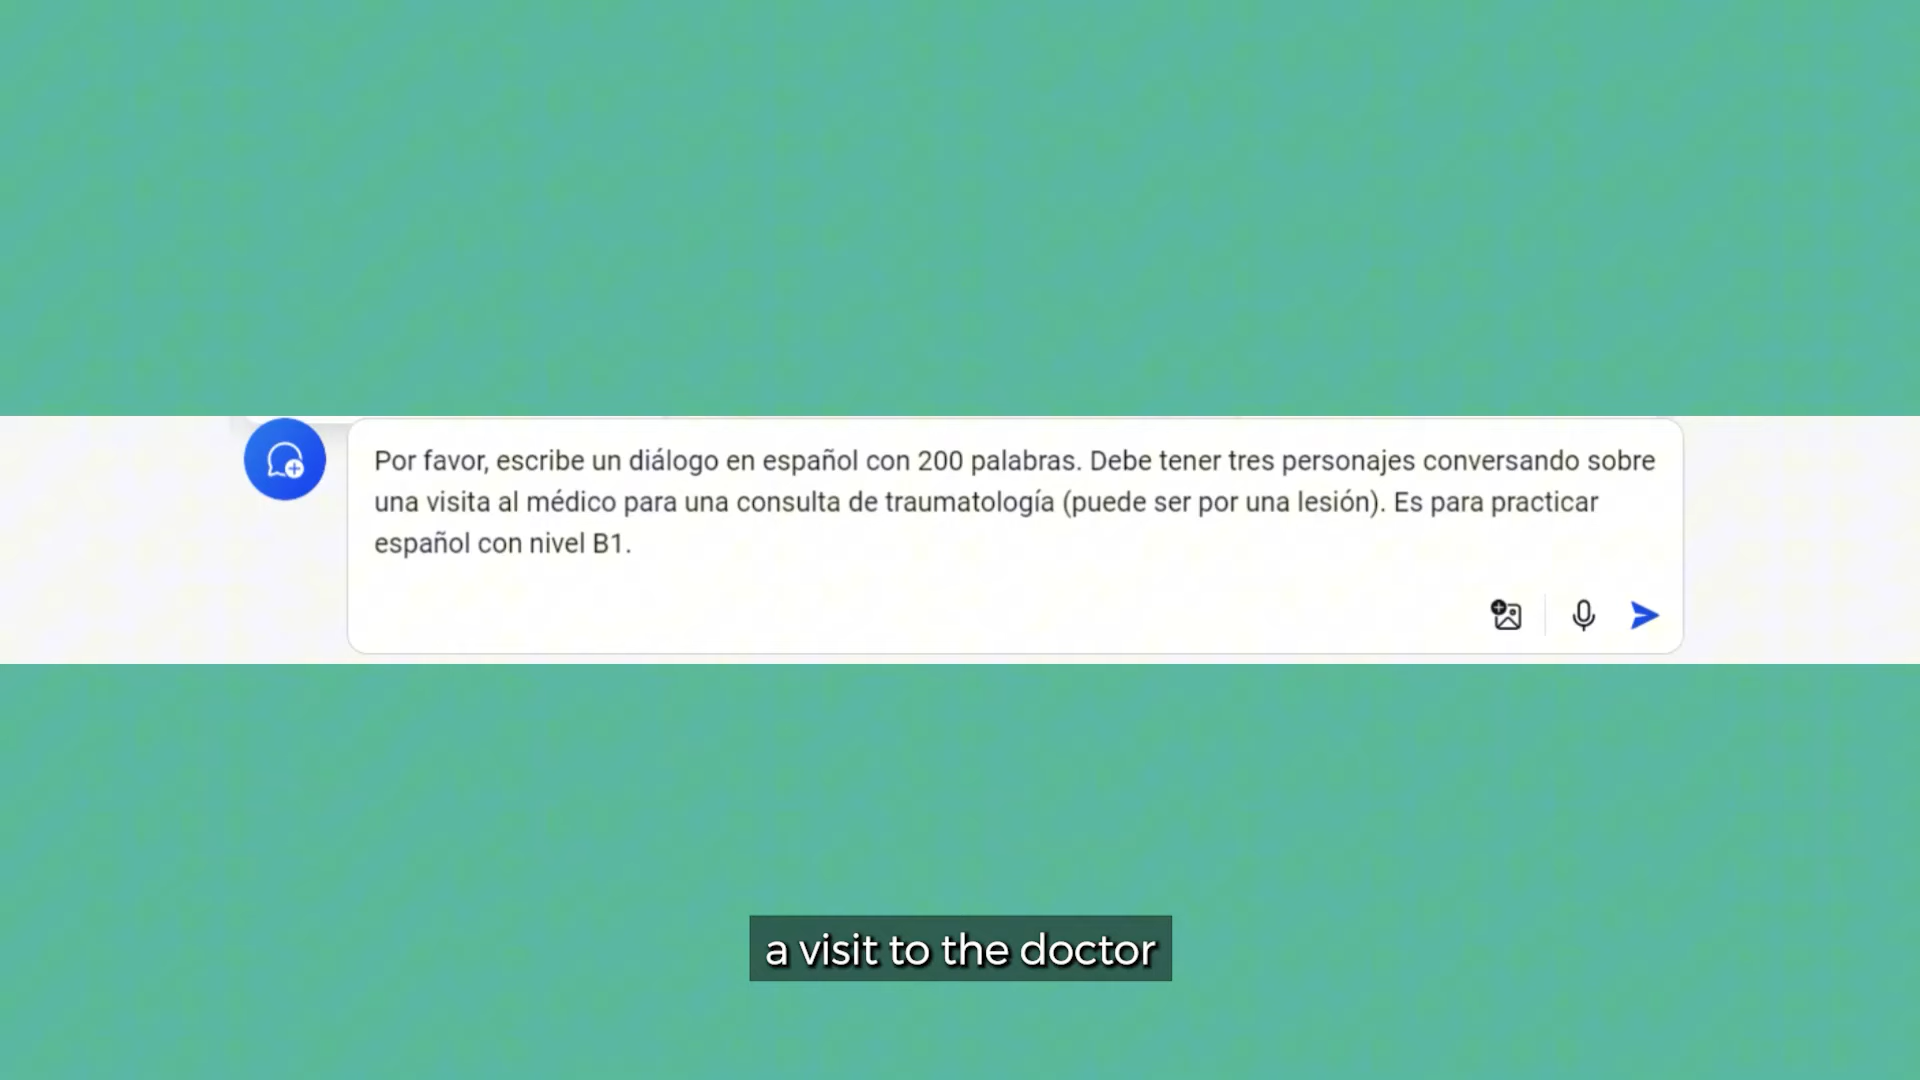 Por favor, escribe un diálogo en español con 200 palabras. Debe tener tres personajes conversando sobre
una visita al médico para una consulta de traumatología (puede ser por una lesión). Es para practicar
español con nivel B1.
a visit to the doctor